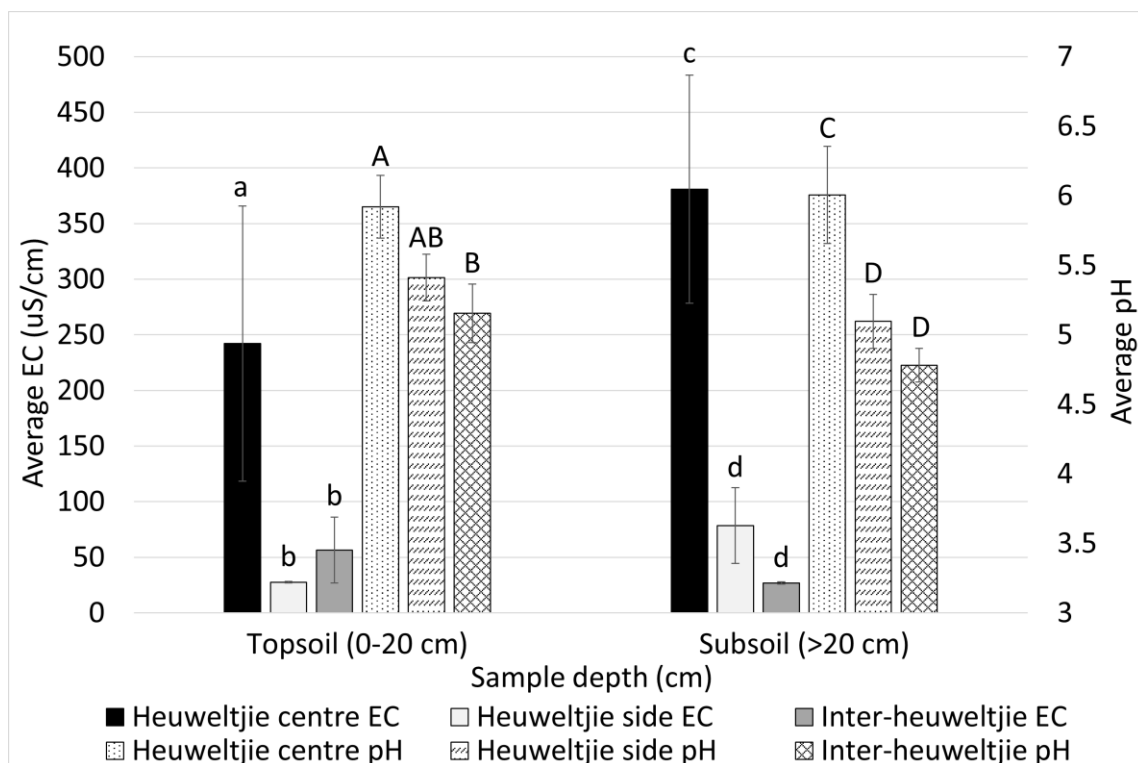 Average EC (uS/cm)
500
450
400
350
300
250
200
150
100
50
0
7
6.5
6
5.5
5
4.5
4
3.5
3
Average pH
a
b
b
A
AB
B
c
d
d
C
D
D
Topsoil (0-20 cm)
Subsoil (>20 cm)
Sample depth (cm)
Heuweltjie centre EC
Heuweltjie side EC
Inter-heuweltjie EC
Heuweltjie centre pH
Heuweltjie side pH
Inter-heuweltjie pH